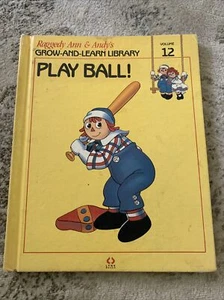 Raggedy Ann & Andy's
GROW-AND-LEARN LIBRARY
VOLUME
12
PLAY BALL!